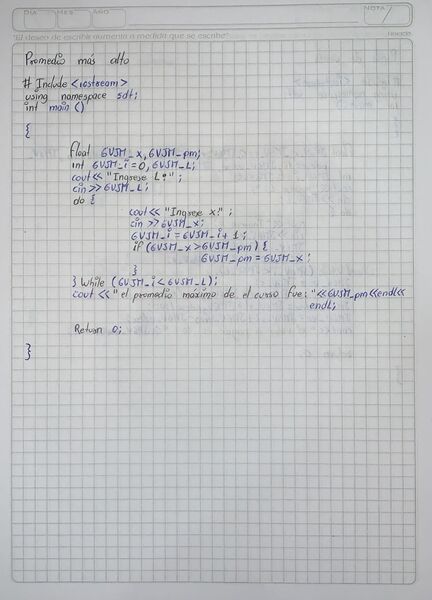 DÍA MES AÑO NOTA
"El deseo de escribir aumenta a medida que se escribe"
Promedio más alto
# Include <iostream>
using namespace sdt;
int main ()
{
float GVJM_x, GVJM_pm;
int GVJM_i = 0, GVJM_L;
cout << "Ingrese L:" ;
cin >> GVJM_L;
do {
cout << "Ingrese x:" ;
cin >> GVJM_x;
GVJM_i = GVJM_i + 1;
if (GVJM_x > GVJM_pm) {
GVJM_pm = GVJM_x ;
}
} While (GVJM_i < GVJM_L);
cout << "el promedio máximo de el curso fue: " << GVJM_pm << endl <<
endl;
Return 0;
}